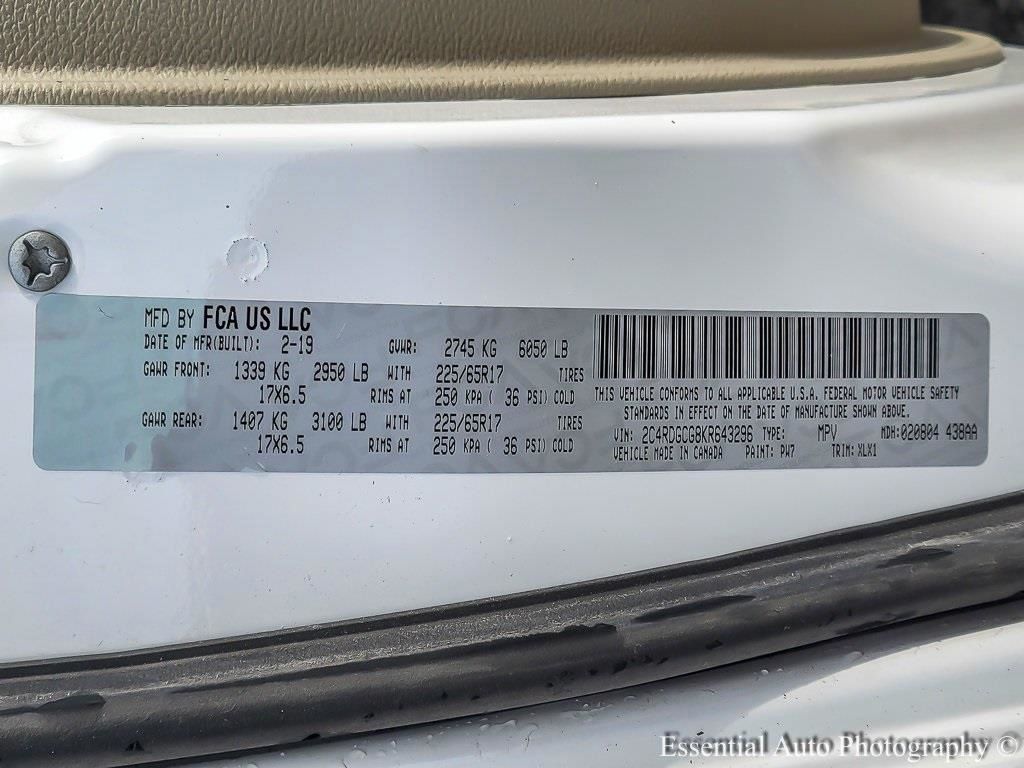 MFD BY FCA US LLC
DATE OF MFR(BUILT): 2-19 GVWR: 2745 KG 6050 LB
GAWR FRONT: 1339 KG 2950 LB WITH 225/65R17 TIRES
17X6.5 RIMS AT 250 KPA ( 36 PSI) COLD
GAWR REAR: 1407 KG 3100 LB WITH 225/65R17 TIRES
17X6.5 RIMS AT 250 KPA ( 36 PSI) COLD
THIS VEHICLE CONFORMS TO ALL APPLICABLE U.S.A. FEDERAL MOTOR VEHICLE SAFETY
STANDARDS IN EFFECT ON THE DATE OF MANUFACTURE SHOWN ABOVE.
VIN: 2C4RDGCG8KR643296 TYPE: MPV MDH:020804 438AA
VEHICLE MADE IN CANADA PAINT: PW7 TRIM: XLX1
Essential Auto Photography ©